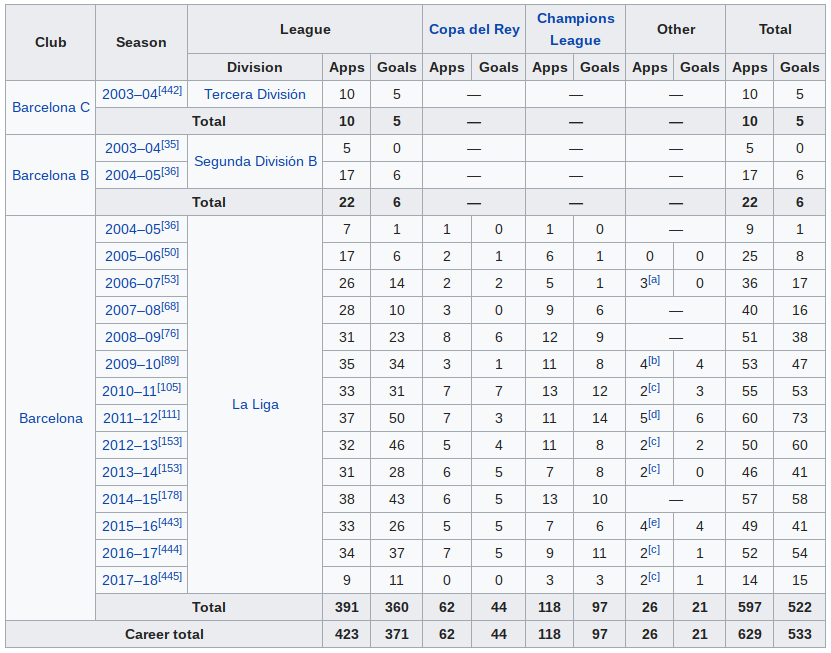 Club Season League Copa del Rey Champions League Other Total
Division Apps Goals Apps Goals Apps Goals Apps Goals Apps Goals
Barcelona C 2003–04[442] Tercera División 10 5 — — — 10 5
Total 10 5 — — — 10 5
Barcelona B 2003–04[35] Segunda División B 5 0 — — — 5 0
2004–05[36] 17 6 — — — 17 6
Total 22 6 — — — 22 6
Barcelona 2004–05[36] La Liga 7 1 1 0 1 0 — 9 1
2005–06[50] 17 6 2 1 6 1 0 0 25 8
2006–07[53] 26 14 2 2 5 1 3[a] 0 36 17
2007–08[68] 28 10 3 0 9 6 — 40 16
2008–09[76] 31 23 8 6 12 9 — 51 38
2009–10[89] 35 34 3 1 11 8 4[b] 4 53 47
2010–11[105] 33 31 7 7 13 12 2[c] 3 55 53
2011–12[111] 37 50 7 3 11 14 5[d] 6 60 73
2012–13[153] 32 46 5 4 11 8 2[c] 2 50 60
2013–14[153] 31 28 6 5 7 8 2[c] 0 46 41
2014–15[178] 38 43 6 5 13 10 — 57 58
2015–16[443] 33 26 5 5 7 6 4[e] 4 49 41
2016–17[444] 34 37 7 5 9 11 2[c] 1 52 54
2017–18[445] 9 11 0 0 3 3 2[c] 1 14 15
Total 391 360 62 44 118 97 26 21 597 522
Career total 423 371 62 44 118 97 26 21 629 533